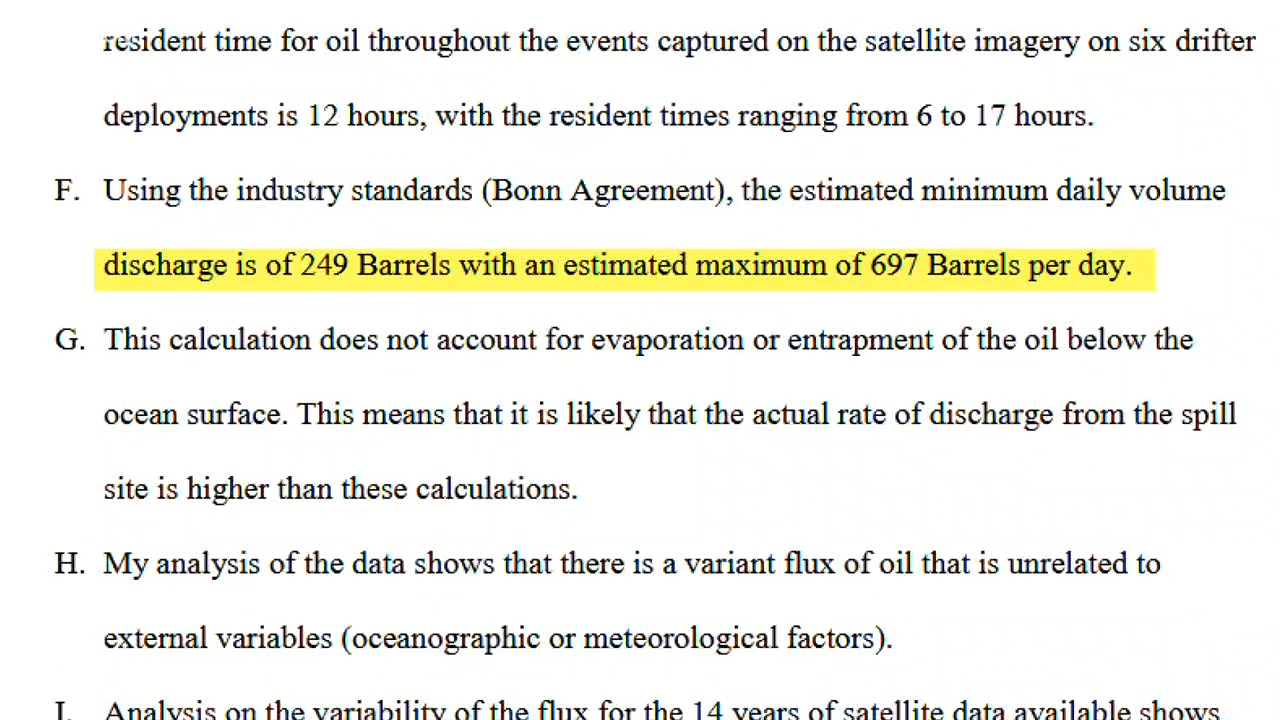 resident time for oil throughout the events captured on the satellite imagery on six drifter
deployments is 12 hours, with the resident times ranging from 6 to 17 hours.
F. Using the industry standards (Bonn Agreement), the estimated minimum daily volume
discharge is of 249 Barrels with an estimated maximum of 697 Barrels per day.
G. This calculation does not account for evaporation or entrapment of the oil below the
ocean surface. This means that it is likely that the actual rate of discharge from the spill
site is higher than these calculations.
H. My analysis of the data shows that there is a variant flux of oil that is unrelated to
external variables (oceanographic or meteorological factors).
I. Analysis on the variability of the flux for the 14 years of satellite data available shows